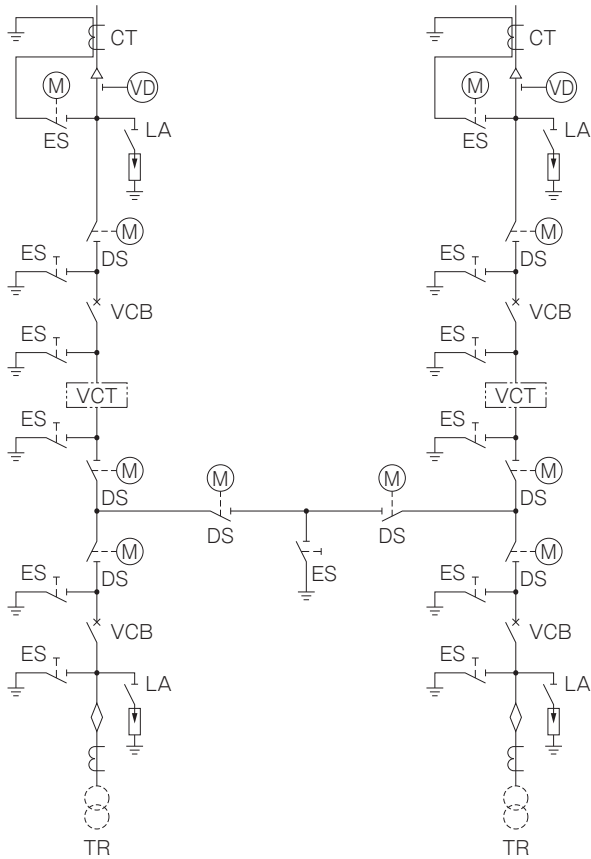 CT CT
M VD M VD
ES LA ES LA
M M
ES DS ES DS
VCB VCB
ES ES
VCT VCT
ES ES
M M M M
DS DS
DS DS
M M
ES
ES DS ES DS
VCB VCB
ES LA ES LA
TR TR